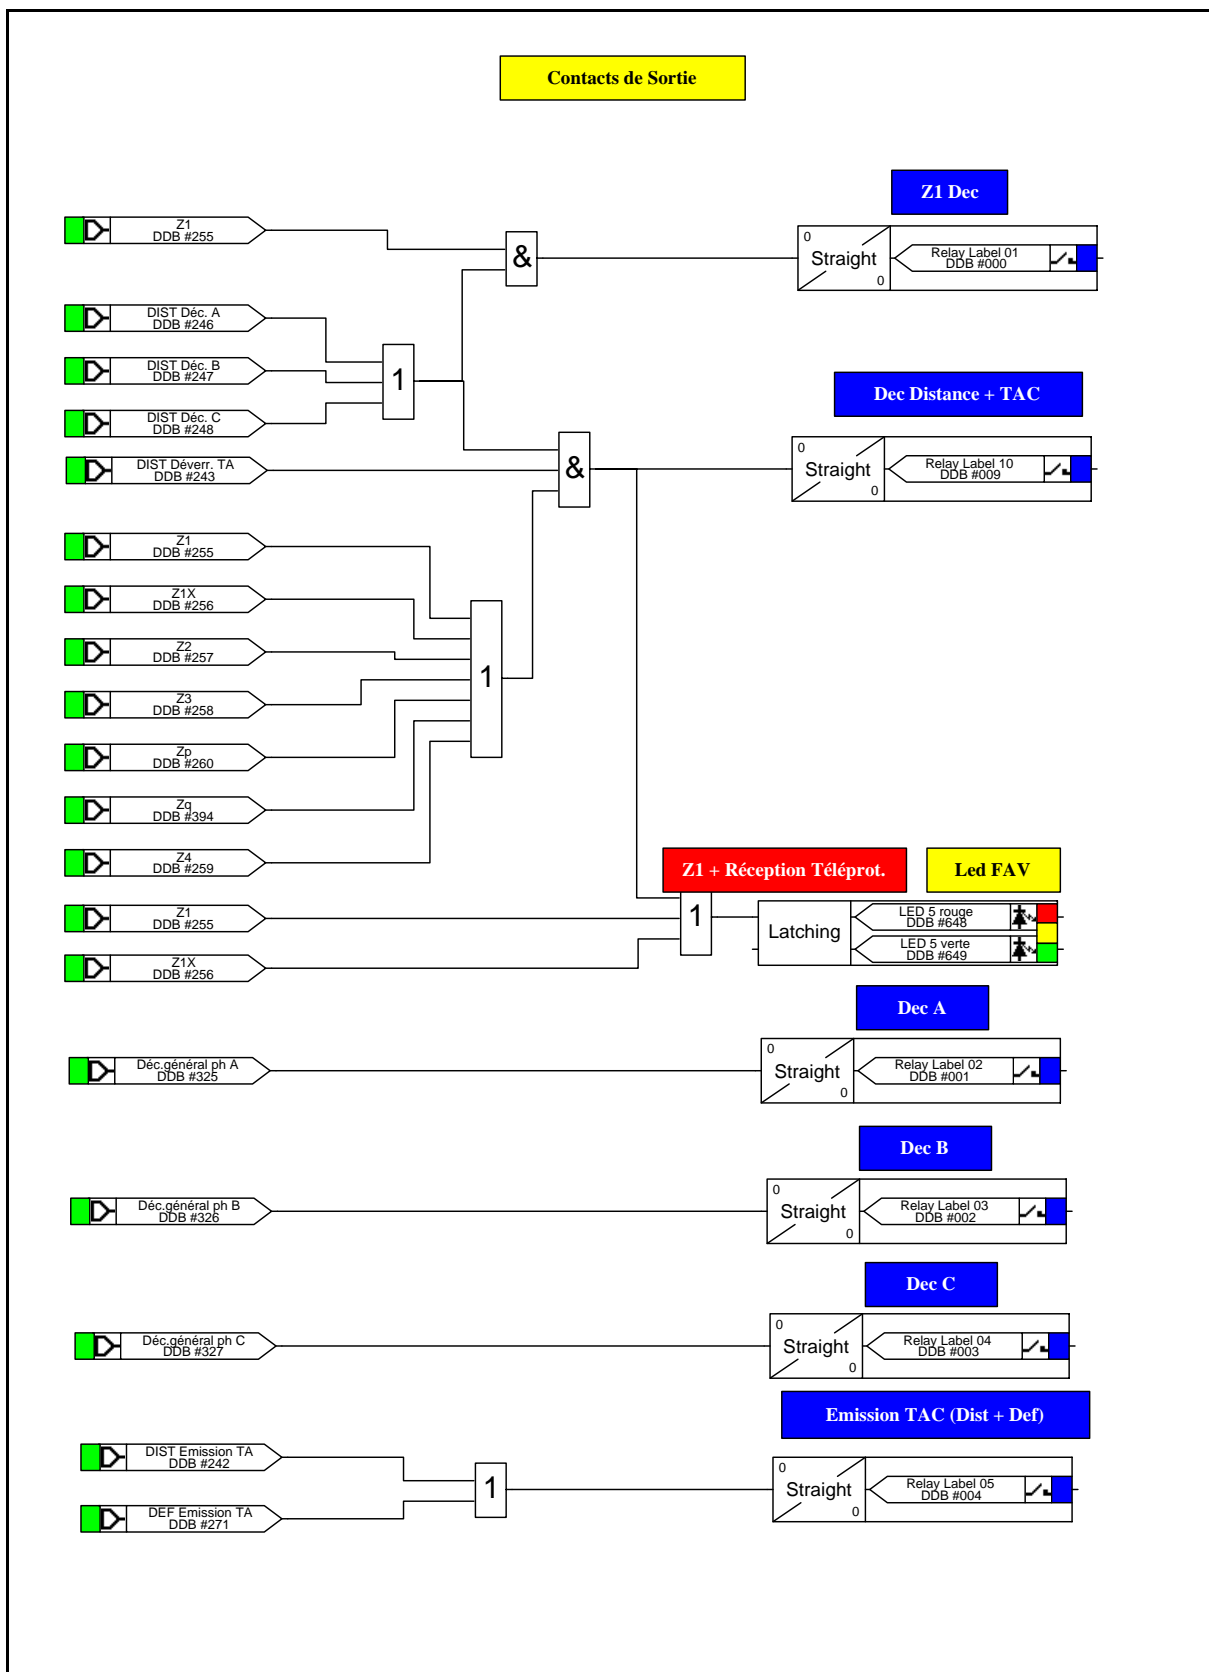 Contacts de Sortie
Z1 Dec
Z1
DDB #255
&
0
Straight
0
Relay Label 01
DDB #000
DIST Déc. A
DDB #246
DIST Déc. B
DDB #247
1
DIST Déc. C
DDB #248
Dec Distance + TAC
DIST Déverr. TA
DDB #243
&
0
Straight
0
Relay Label 10
DDB #009
Z1
DDB #255
Z1X
DDB #256
Z2
DDB #257
1
Z3
DDB #258
Zp
DDB #260
Zq
DDB #394
Z4
DDB #259
Z1 + Réception Téléprot.
Led FAV
Z1
DDB #255
1
Latching
LED 5 rouge
DDB #648
LED 5 verte
DDB #649
Z1X
DDB #256
Dec A
Déc.général ph A
DDB #325
0
Straight
0
Relay Label 02
DDB #001
Dec B
Déc.général ph B
DDB #326
0
Straight
0
Relay Label 03
DDB #002
Dec C
Déc.général ph C
DDB #327
0
Straight
0
Relay Label 04
DDB #003
Emission TAC (Dist + Def)
DIST Emission TA
DDB #242
1
0
Straight
0
Relay Label 05
DDB #004
DEF Emission TA
DDB #271